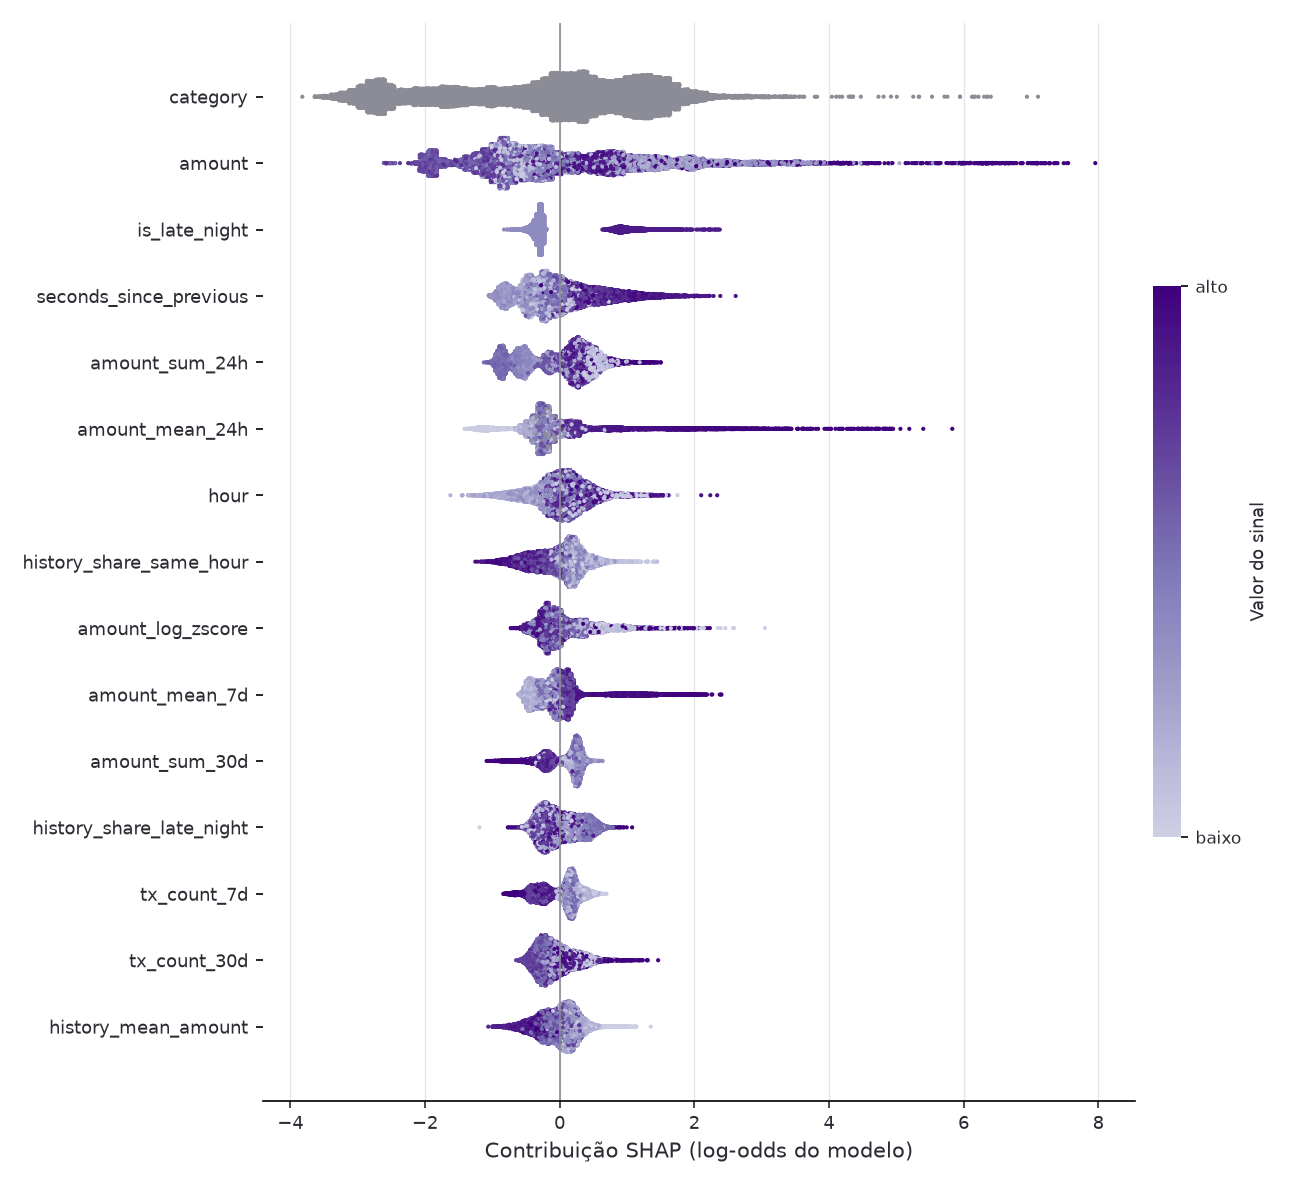 category
amount
is_late_night
seconds_since_previous
amount_sum_24h
amount_mean_24h
hour
history_share_same_hour
amount_log_zscore
amount_mean_7d
amount_sum_30d
history_share_late_night
tx_count_7d
tx_count_30d
history_mean_amount
−4 −2 0 2 4 6 8
Contribuição SHAP (log-odds do modelo)
alto
baixo
Valor do sinal